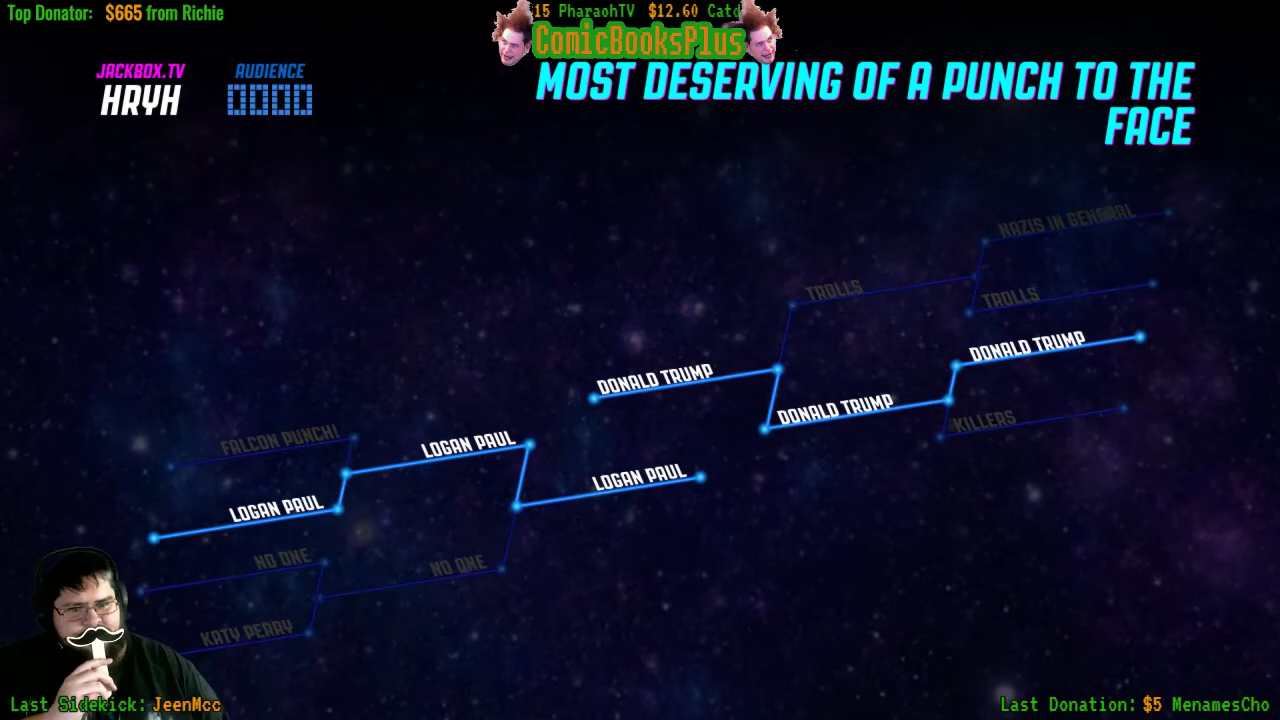 Top Donator: $665 from Richie
15 PharaohTV $12.60 Catd
ComicBooksPlus
JACKBOX.TV
HRYH
AUDIENCE
0000
MOST DESERVING OF A PUNCH TO THE
FACE
NAZIS IN GENERAL
TROLLS
TROLLS
DONALD TRUMP
DONALD TRUMP
DONALD TRUMP
KILLERS
FALCON PUNCH!
LOGAN PAUL
LOGAN PAUL
LOGAN PAUL
NO ONE
NO ONE
KATY PERRY
Last Sidekick: JeenMcc
Last Donation: $5 MenamesCho